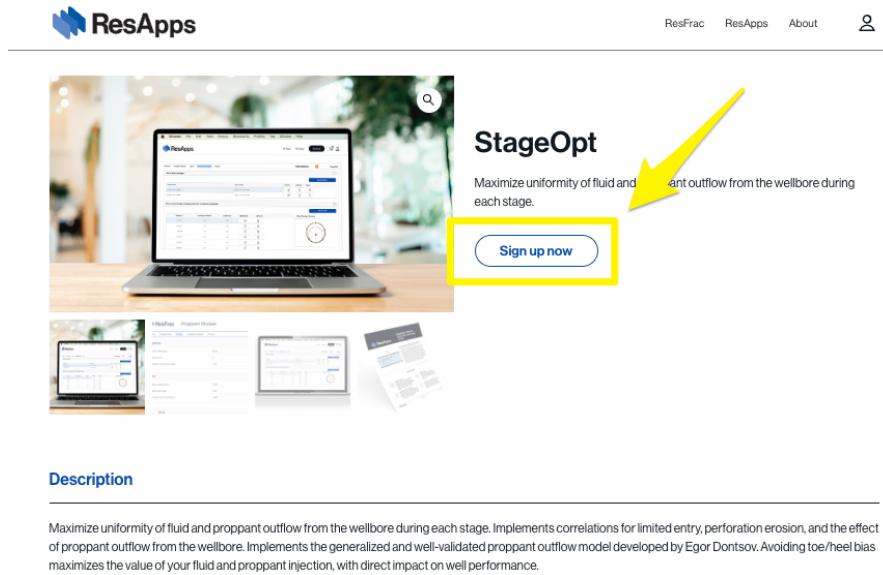 ResApps
ResFrac ResApps About
ResApps
StageOpt
Maximize uniformity of fluid and outflow from the wellbore during
each stage.
Sign up now
ResFrac Proppant Module
Description
Maximize uniformity of fluid and proppant outflow from the wellbore during each stage. Implements correlations for limited entry, perforation erosion, and the effect
of proppant outflow from the wellbore. Implements the generalized and well-validated proppant outflow model developed by Egor Dontsov. Avoiding toe/heel bias
maximizes the value of your fluid and proppant injection, with direct impact on well performance.